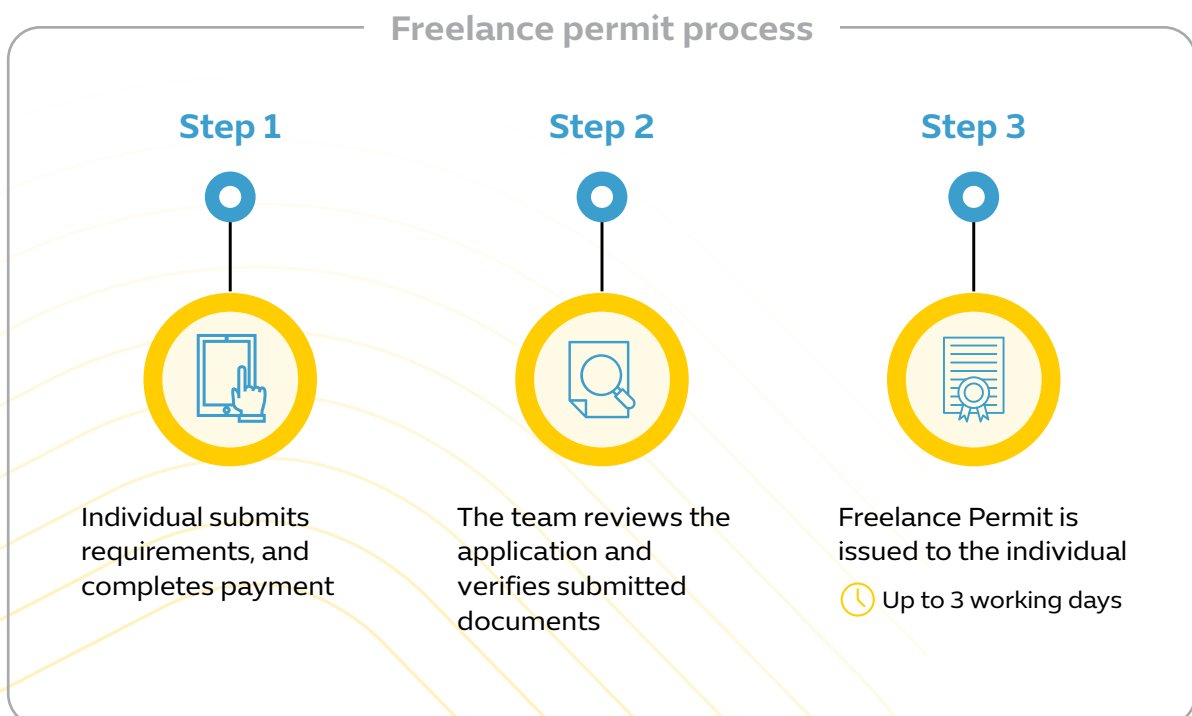 Freelance permit process
Step 1
Individual submits
requirements, and
completes payment
Step 2
The team reviews the
application and
verifies submitted
documents
Step 3
Freelance Permit is
issued to the individual
Up to 3 working days